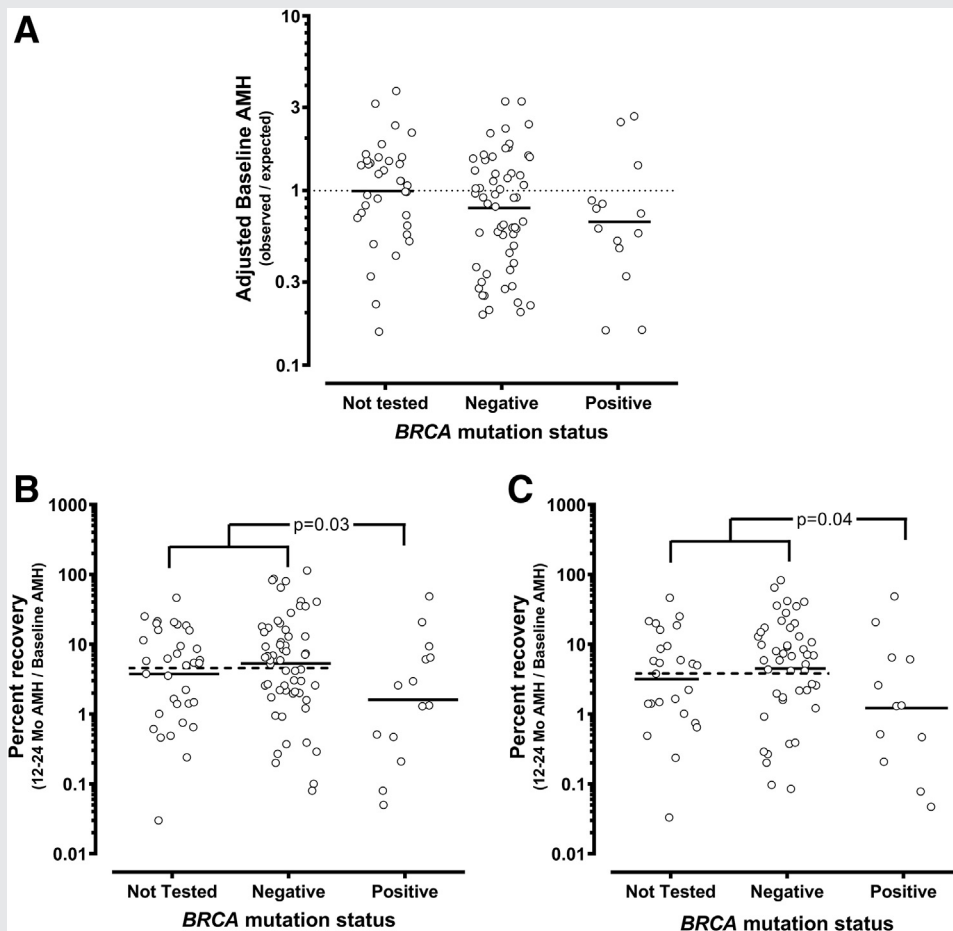 A
Adjusted Baseline AMH
(observed / expected)
10
3
1
0.3
0.1
Not tested Negative Positive
BRCA mutation status
B
Percent recovery
(12-24 Mo AMH / Baseline AMH)
1000
100
10
1
0.1
0.01
p=0.03
Not Tested Negative Positive
BRCA mutation status
C
Percent recovery
(12-24 Mo AMH / Baseline AMH)
1000
100
10
1
0.1
0.01
p=0.04
Not Tested Negative Positive
BRCA mutation status